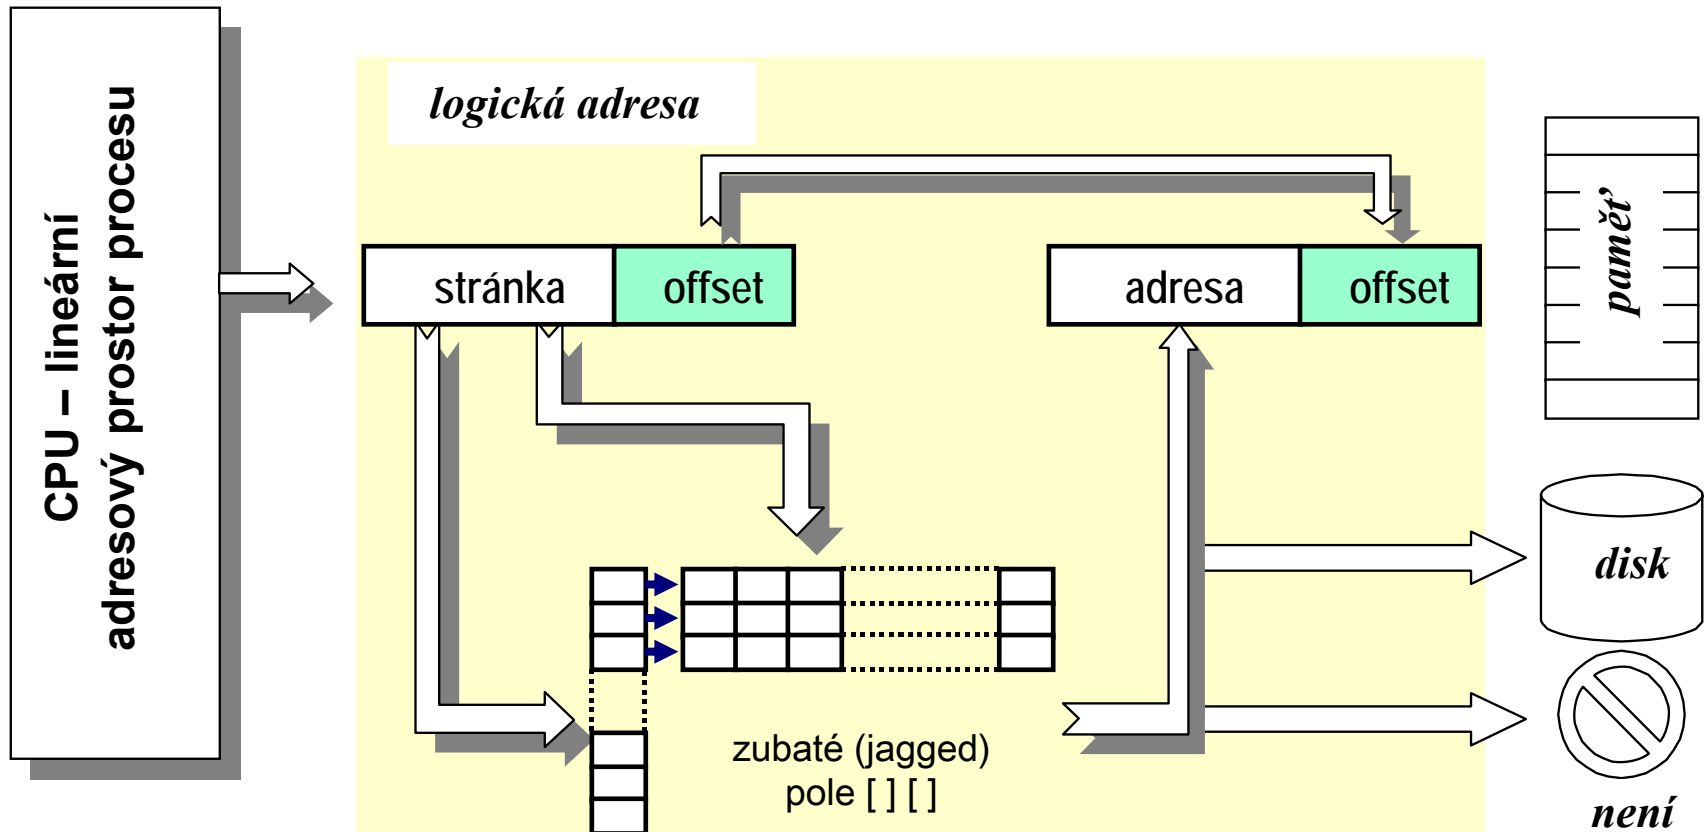 CPU – lineární
adresový prostor procesu
logická adresa
stránka
offset
adresa
offset
paměť
disk
zubaté (jagged)
pole [ ] [ ]
není